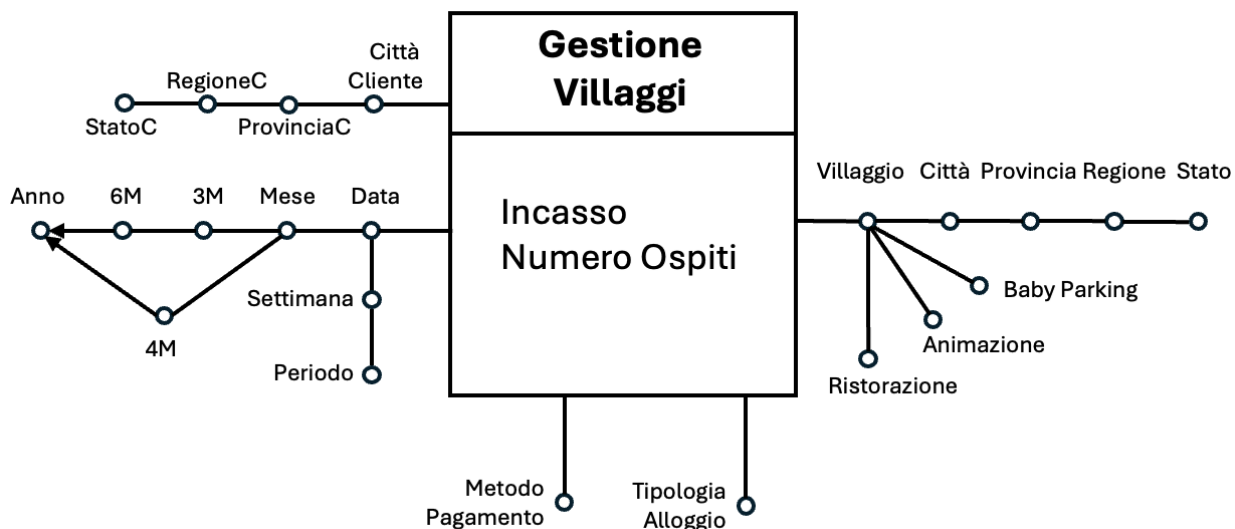 Gestione
Villaggi
Città
Cliente
RegioneC
StatoC
ProvinciaC
Anno
6M
3M
Mese
Data
Settimana
4M
Periodo
Incasso
Numero Ospiti
Villaggio
Città
Provincia
Regione
Stato
Baby Parking
Animazione
Ristorazione
Metodo
Pagamento
Tipologia
Alloggio